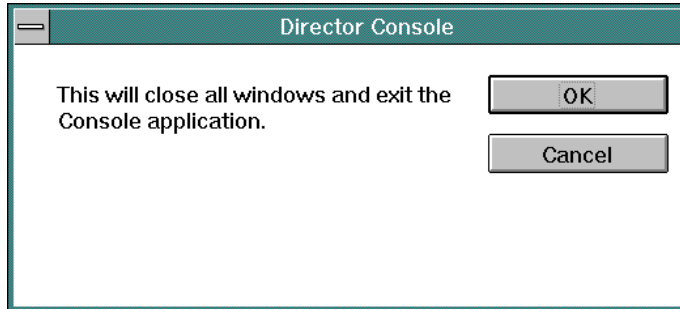 Director Console
This will close all windows and exit the
Console application.
OK
Cancel